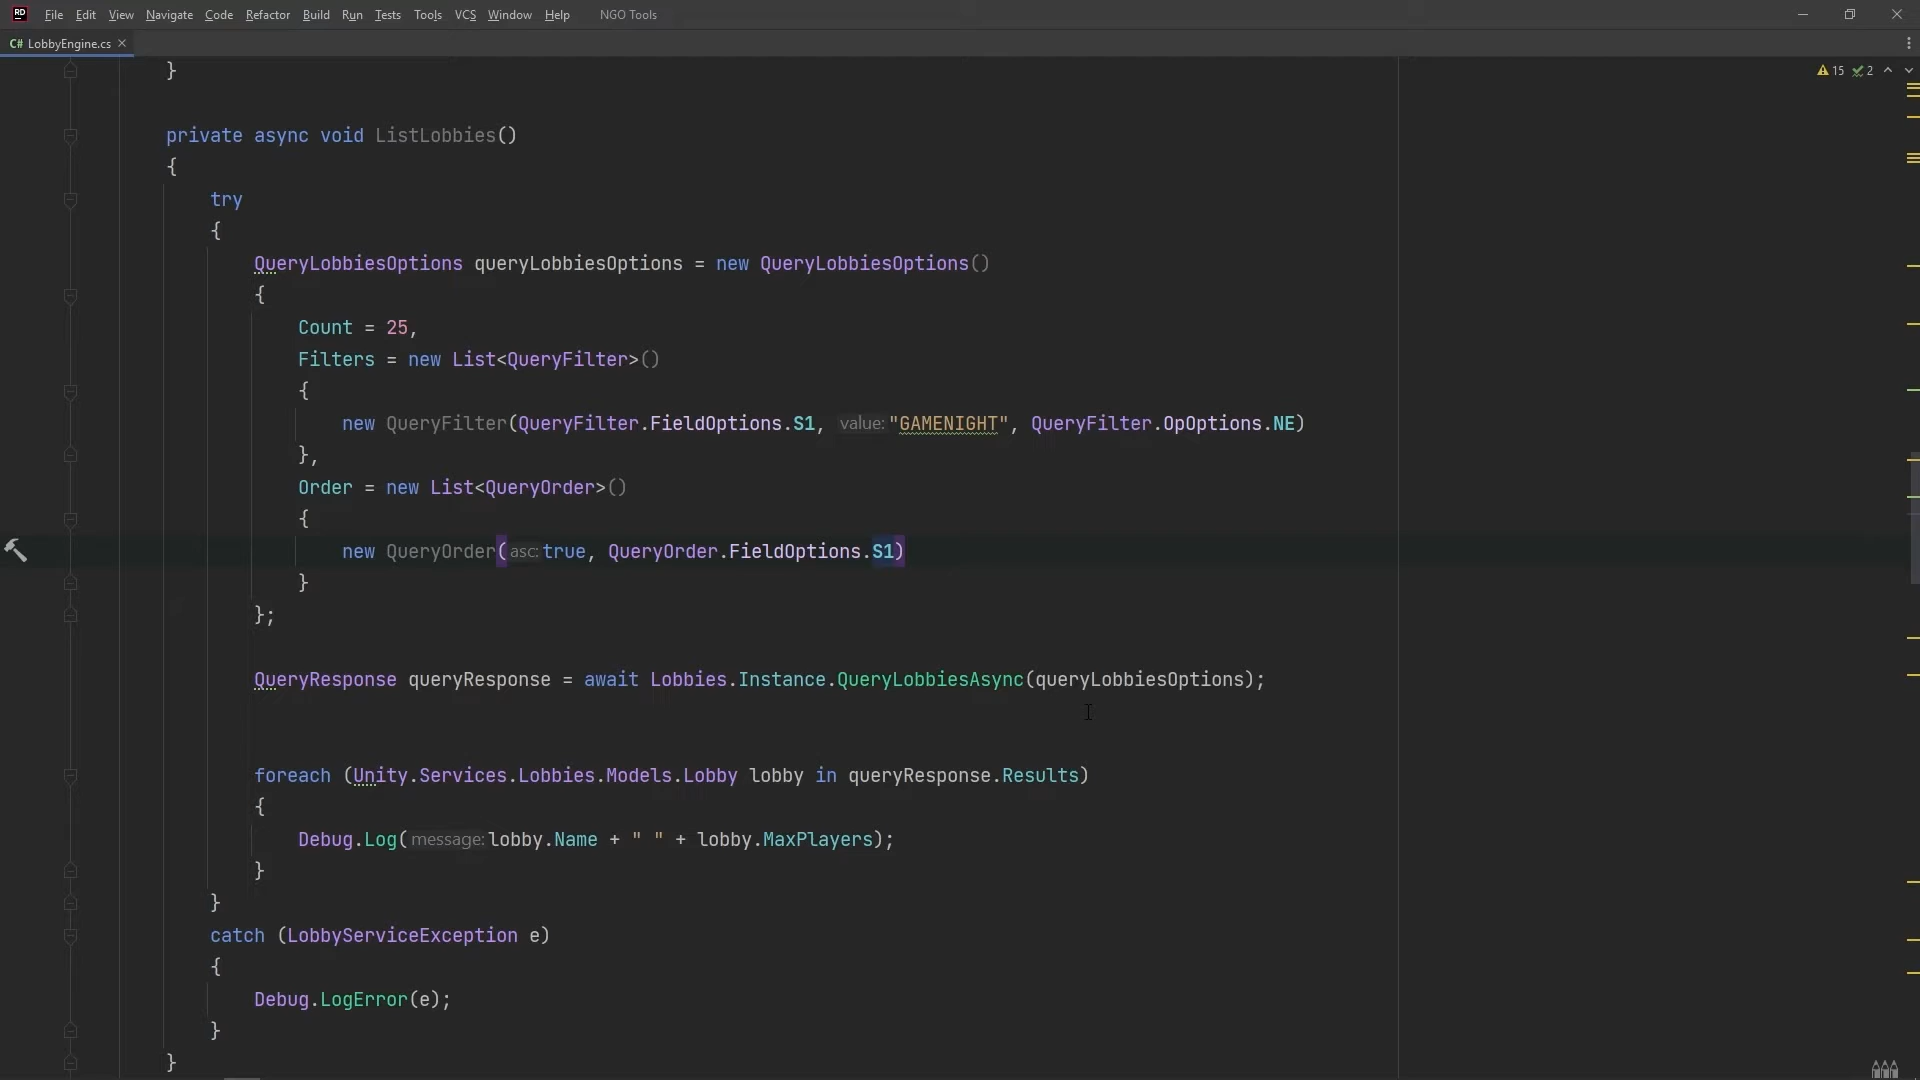 RD File Edit View Navigate Code Refactor Build Run Tests Tools VCS Window Help NGO Tools
C# LobbyEngine.cs
}
15 2
private async void ListLobbies()
{
try
{
QueryLobbiesOptions queryLobbiesOptions = new QueryLobbiesOptions()
{
Count = 25,
Filters = new List<QueryFilter>()
{
new QueryFilter(QueryFilter.FieldOptions.S1, value: "GAMENIGHT", QueryFilter.OpOptions.NE)
},
Order = new List<QueryOrder>()
{
new QueryOrder(asc: true, QueryOrder.FieldOptions.S1)
}
};
QueryResponse queryResponse = await Lobbies.Instance.QueryLobbiesAsync(queryLobbiesOptions);
foreach (Unity.Services.Lobbies.Models.Lobby lobby in queryResponse.Results)
{
Debug.Log(message: lobby.Name + " " + lobby.MaxPlayers);
}
}
catch (LobbyServiceException e)
{
Debug.LogError(e);
}
}